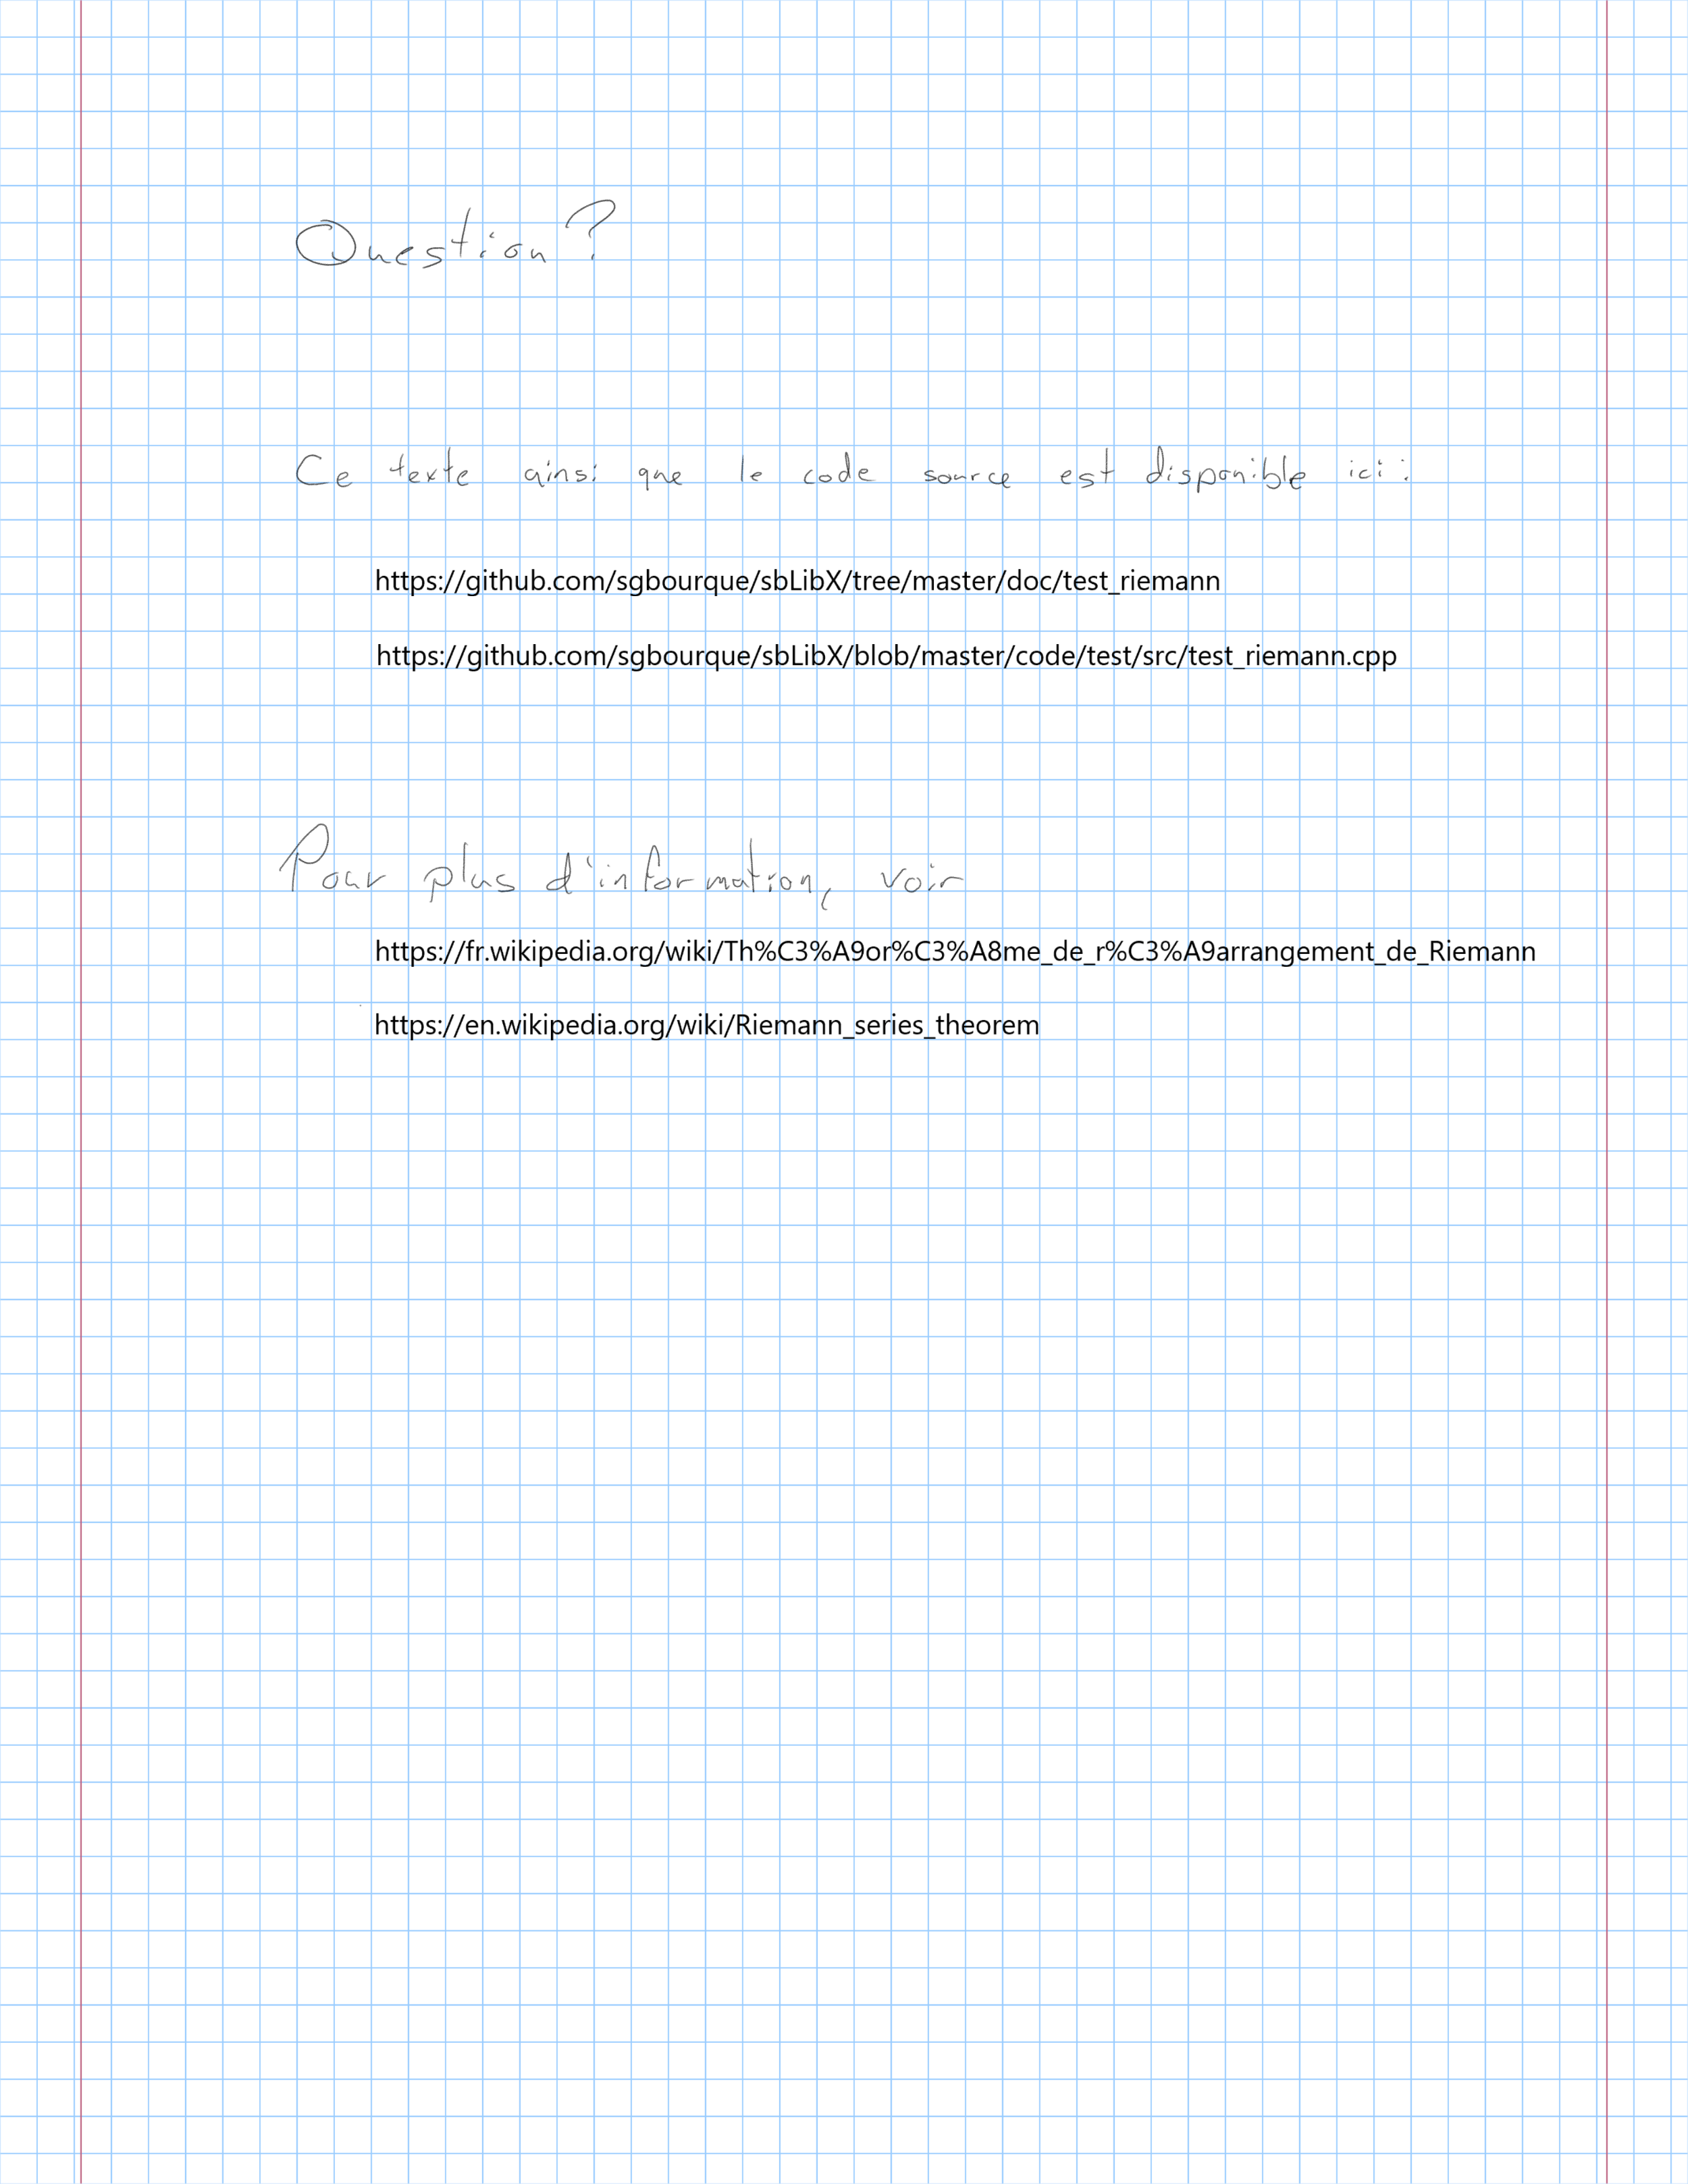 Question?
Ce texte ainsi que le code source est disponible ici :
https://github.com/sgbourque/sbLibX/tree/master/doc/test_riemann
https://github.com/sgbourque/sbLibX/blob/master/code/test/src/test_riemann.cpp
Pour plus d'information, voir
https://fr.wikipedia.org/wiki/Th%C3%A9or%C3%A8me_de_r%C3%A9arrangement_de_Riemann
https://en.wikipedia.org/wiki/Riemann_series_theorem